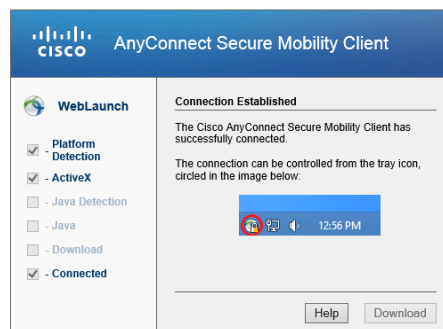 CISCO
AnyConnect Secure Mobility Client
WebLaunch
- Platform
Detection
- ActiveX
- Java Detection
- Java
- Download
- Connected
Connection Established
The Cisco AnyConnect Secure Mobility Client has
successfully connected.
The connection can be controlled from the tray icon,
circled in the image below:
12:56 PM
Help
Download